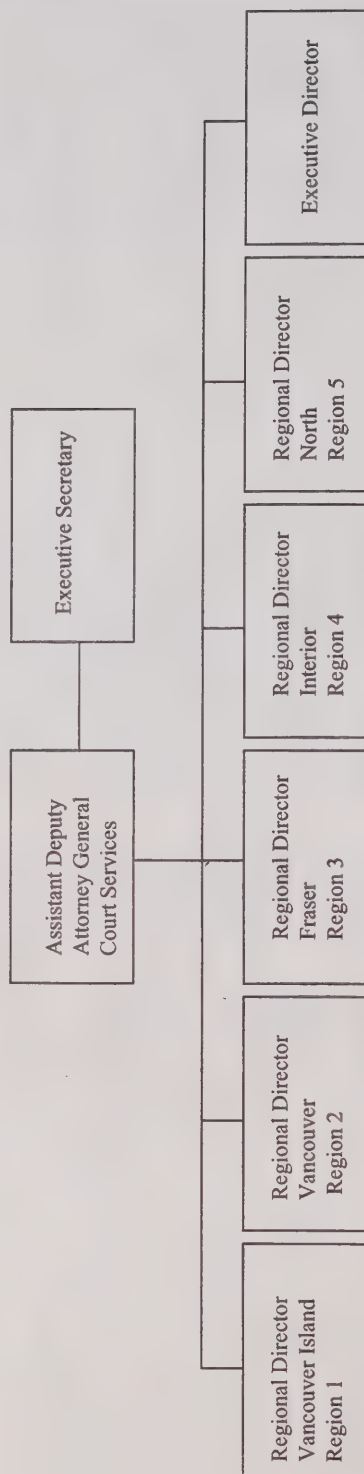 Assistant Deputy
Attorney General
Court Services
Executive Secretary
Regional Director
Vancouver Island
Region 1
Regional Director
Vancouver
Region 2
Regional Director
Fraser
Region 3
Regional Director
Interior
Region 4
Regional Director
North
Region 5
Executive Director